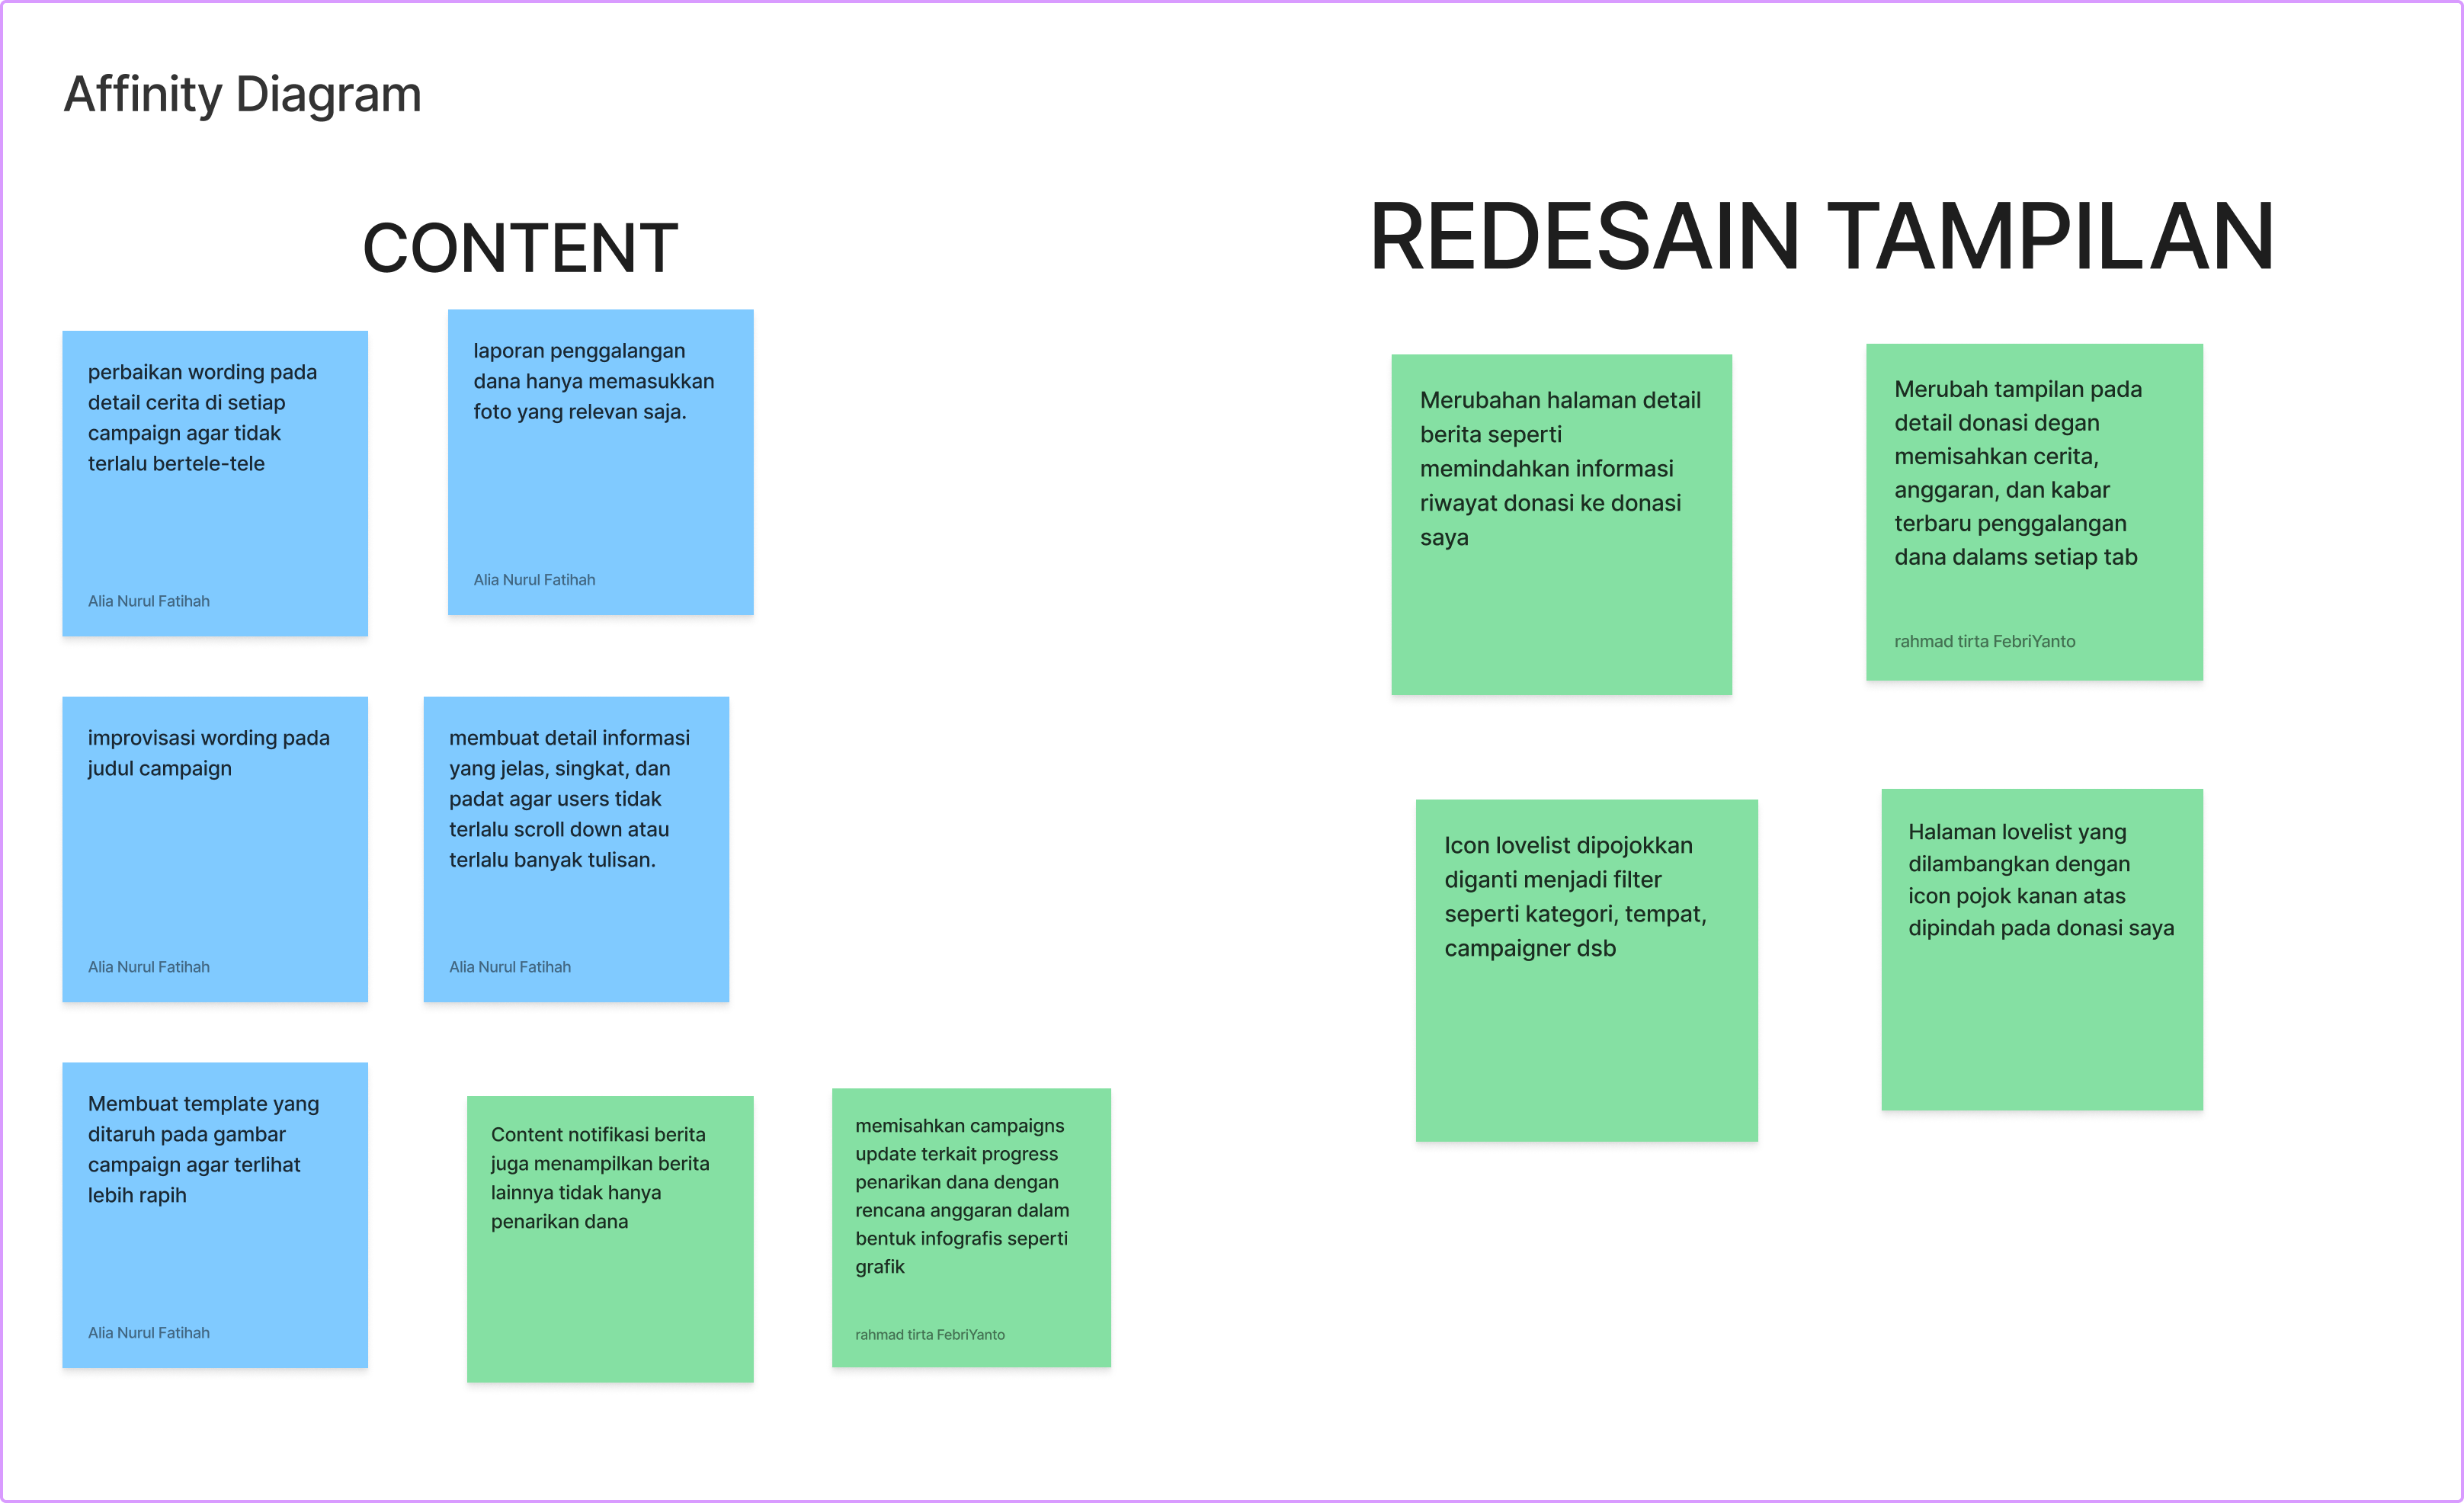 Affinity Diagram
CONTENT
perbaikan wording pada
detail cerita di setiap
campaign agar tidak
terlalu bertele-tele
Alia Nurul Fatihah
laporan penggalangan
dana hanya memasukkan
foto yang relevan saja.
Alia Nurul Fatihah
improvisasi wording pada
judul campaign
Alia Nurul Fatihah
membuat detail informasi
yang jelas, singkat, dan
padat agar users tidak
terlalu scroll down atau
terlalu banyak tulisan.
Alia Nurul Fatihah
Membuat template yang
ditaruh pada gambar
campaign agar terlihat
lebih rapih
Alia Nurul Fatihah
Content notifikasi berita
juga menampilkan berita
lainnya tidak hanya
penarikan dana
memisahkan campaigns
update terkait progress
penarikan dana dengan
rencana anggaran dalam
bentuk infografis seperti
grafik
rahmad tirta FebriYanto
REDESAIN TAMPILAN
Merubahan halaman detail
berita seperti
memindahkan informasi
riwayat donasi ke donasi
saya
Merubah tampilan pada
detail donasi degan
memisahkan cerita,
anggaran, dan kabar
terbaru penggalangan
dana dalams setiap tab
rahmad tirta FebriYanto
Icon lovelist dipojokkan
diganti menjadi filter
seperti kategori, tempat,
campaigner dsb
Halaman lovelist yang
dilambangkan dengan
icon pojok kanan atas
dipindah pada donasi saya